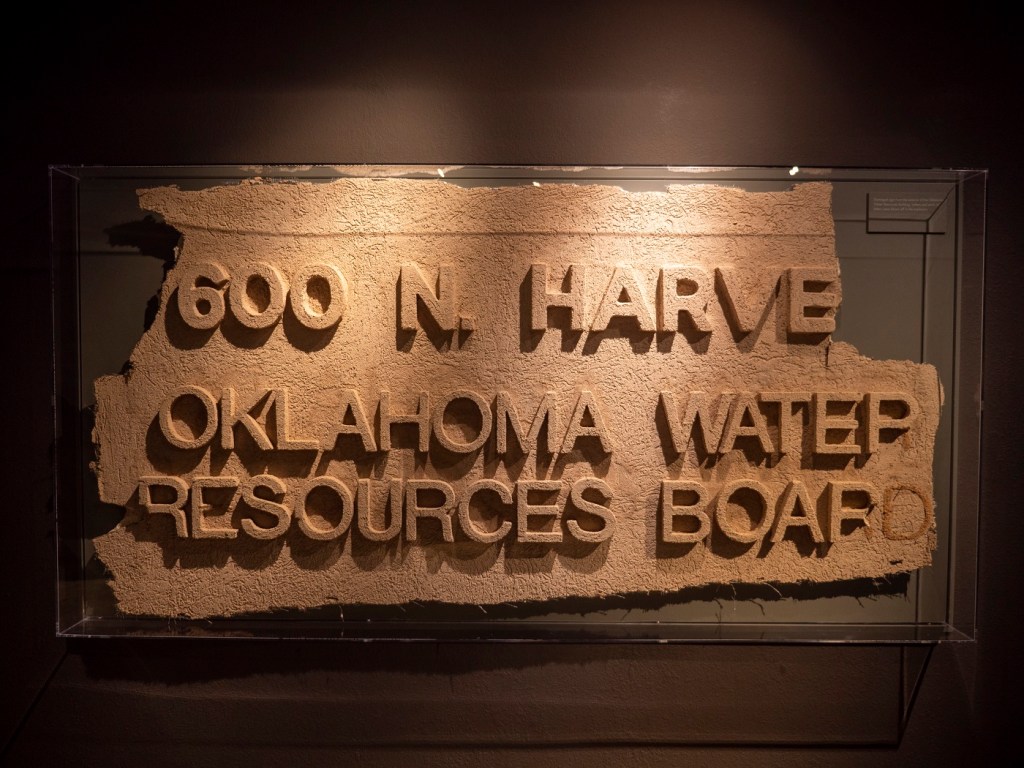 600 N. HARVE
OKLAHOMA WATER
RESOURCES BOARD